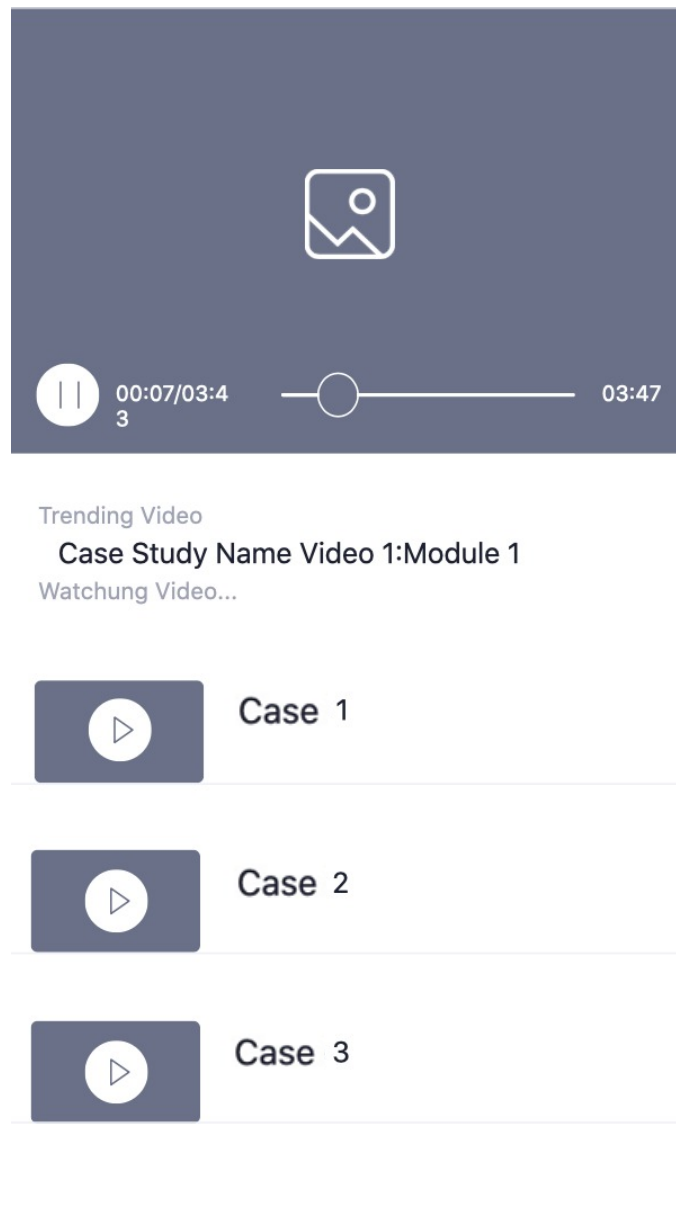 00:07/03:4
3
03:47
Trending Video
Case Study Name Video 1:Module 1
Watchung Video...
Case 1
Case 2
Case 3